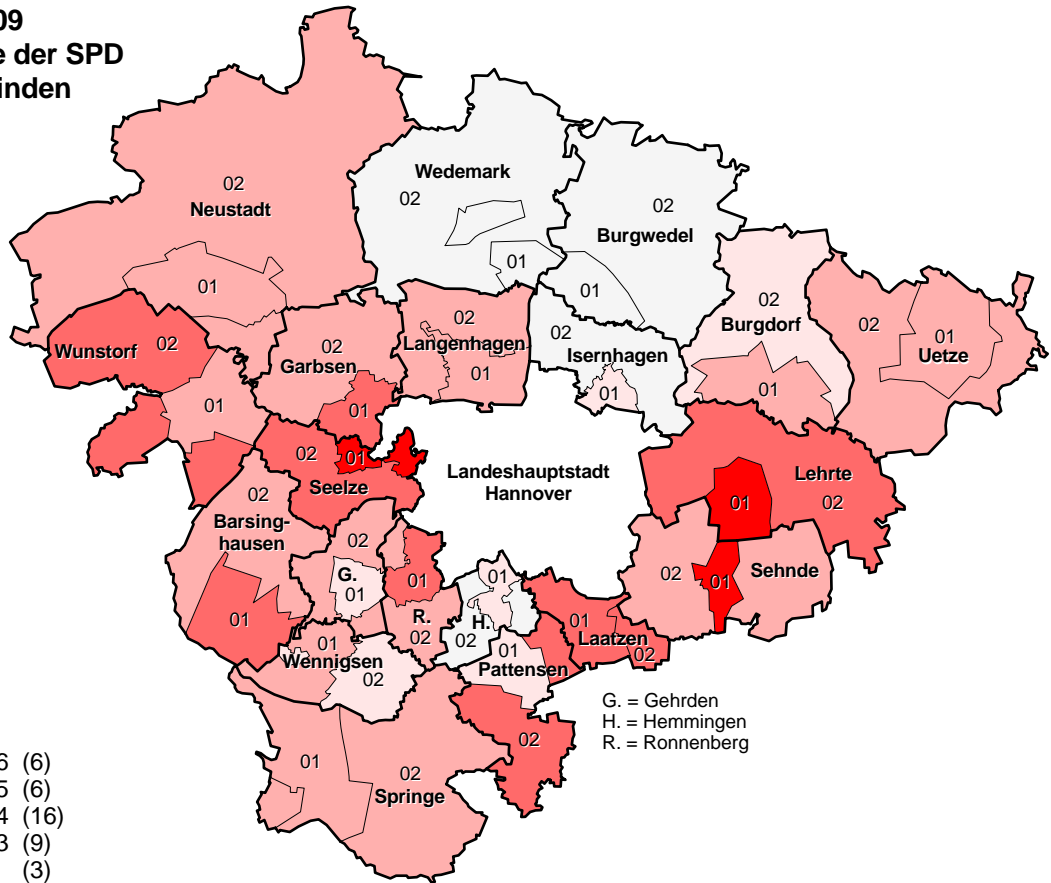 09
e der SPD
inden
02
Neustadt
01
Wedemark
02
01
02
Burgwedel
01
02
Burgdorf
01
02
01
Uetze
Wunstorf 02
01
02
Garbsen
01
02
Langenhagen
01
02
Isernhagen
01
02
01
Seelze
Landeshauptstadt
Hannover
Lehrte
01
02
02
Barsing-
hausen
01
02
G.
01
01
R.
02
01
H.
02
02
01
Sehnde
01
Laatzen
02
01
Wennigsen
02
01
Pattensen
02
G. = Gehrden
H. = Hemmingen
R. = Ronnenberg
01
02
Springe
6 (6)
5 (6)
4 (16)
3 (9)
(3)